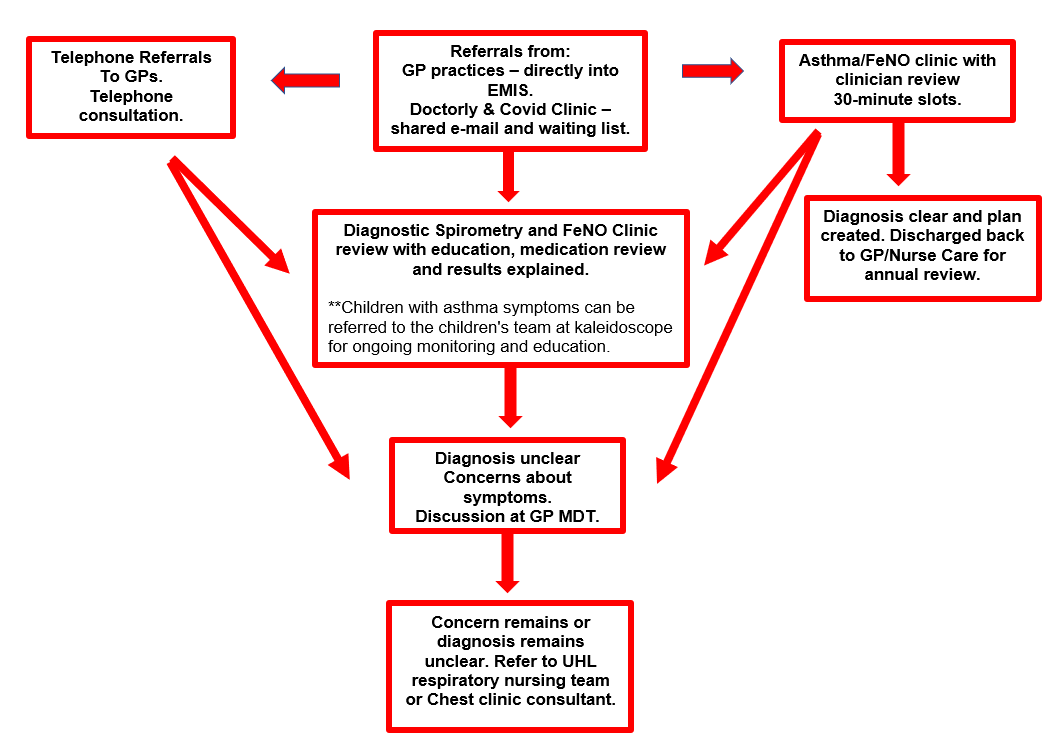 Telephone Referrals
To GPs.
Telephone
consultation.
Referrals from:
GP practices – directly into
EMIS.
Doctorly & Covid Clinic –
shared e-mail and waiting list.
Asthma/FeNO clinic with
clinician review
30-minute slots.
Diagnosis clear and plan
created. Discharged back
to GP/Nurse Care for
annual review.
Diagnostic Spirometry and FeNO Clinic
review with education, medication review
and results explained.
**Children with asthma symptoms can be
referred to the children's team at kaleidoscope
for ongoing monitoring and education.
Diagnosis unclear
Concerns about
symptoms.
Discussion at GP MDT.
Concern remains or
diagnosis remains
unclear. Refer to UHL
respiratory nursing team
or Chest clinic consultant.